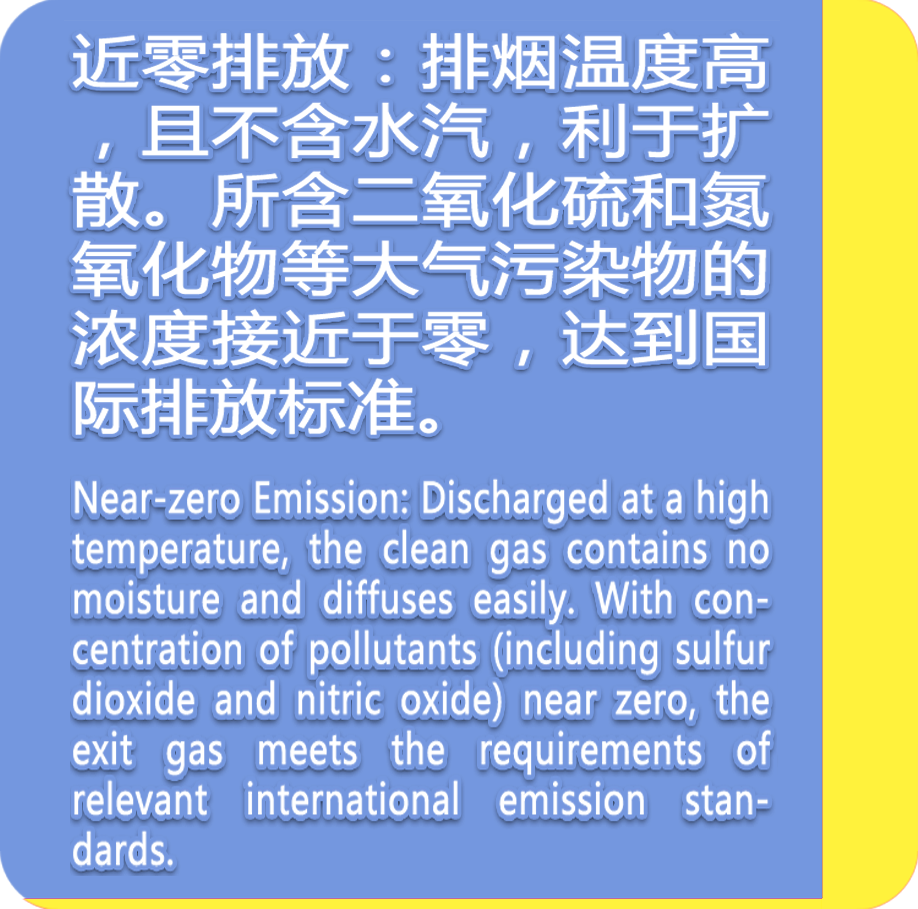 近零排放：排烟温度高
，且不含水汽，利于扩
散。所含二氧化硫和氮
氧化物等大气污染物的
浓度接近于零，达到国
际排放标准。
Near-zero Emission: Discharged at a high
temperature, the clean gas contains no
moisture and diffuses easily. With con-
centration of pollutants (including sulfur
dioxide and nitric oxide) near zero, the
exit gas meets the requirements of
relevant international emission stan-
dards.